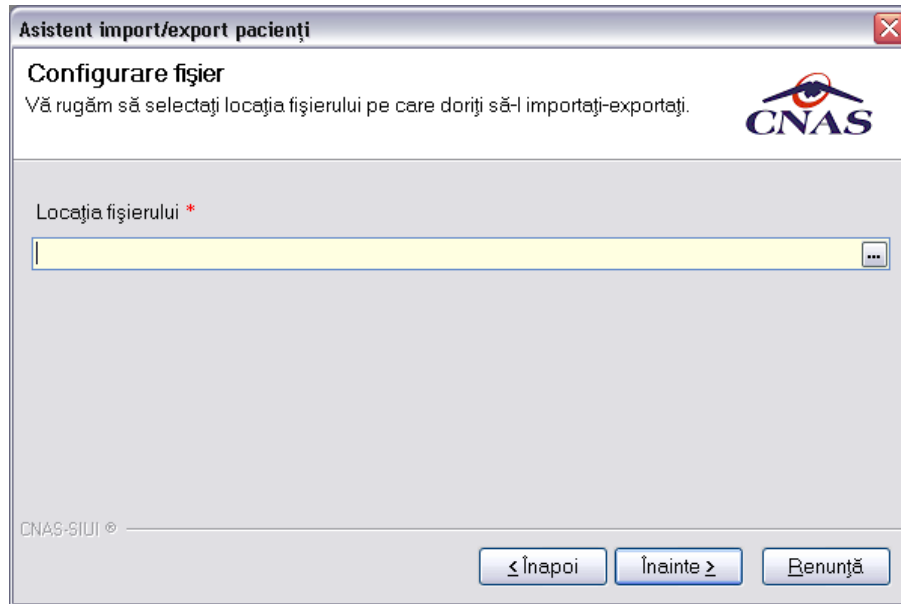 Asistent import/export pacienţi
Configurare fişier
Vă rugăm să selectaţi locaţia fişierului pe care doriţi să-l importaţi-exportaţi.
CNAS
Locaţia fişierului *
...
CNAS-SIUI ®
< Înapoi
Înainte >
Renunţă